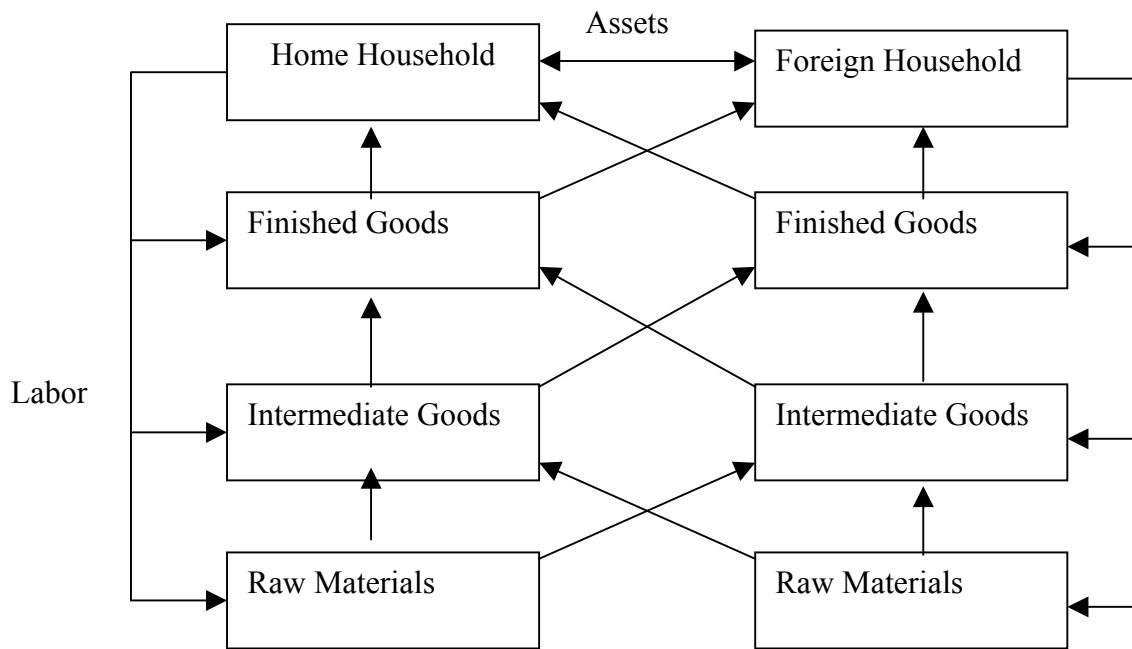 Assets
Home Household
Foreign Household
Finished Goods
Finished Goods
Labor
Intermediate Goods
Intermediate Goods
Raw Materials
Raw Materials